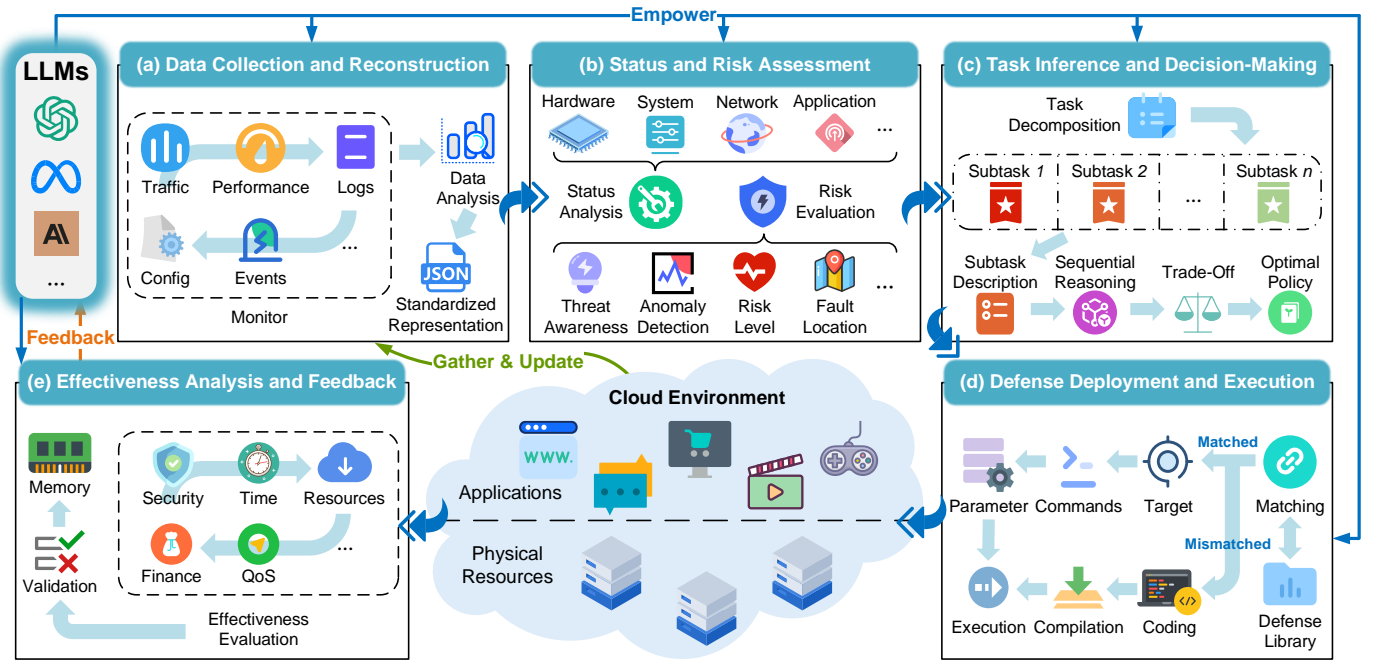 Empower
LLMs
...
Feedback
(a) Data Collection and Reconstruction
Traffic
Performance
Logs
Config
Events
...
Monitor
Data
Analysis
JSON
Standardized
Representation
(b) Status and Risk Assessment
Hardware
System
Network
Application
...
Status
Analysis
Risk
Evaluation
Threat
Awareness
Anomaly
Detection
Risk
Level
Fault
Location
...
(c) Task Inference and Decision-Making
Task
Decomposition
Subtask 1
Subtask 2
...
Subtask n
Subtask
Description
Sequential
Reasoning
Trade-Off
Optimal
Policy
Gather & Update
(e) Effectiveness Analysis and Feedback
Memory
Validation
Security
Time
Resources
Finance
QoS
...
Effectiveness
Evaluation
Cloud Environment
WWW.
Applications
Physical
Resources
(d) Defense Deployment and Execution
Matched
Parameter
Commands
Target
Matching
Mismatched
</>
Execution
Compilation
Coding
Defense
Library